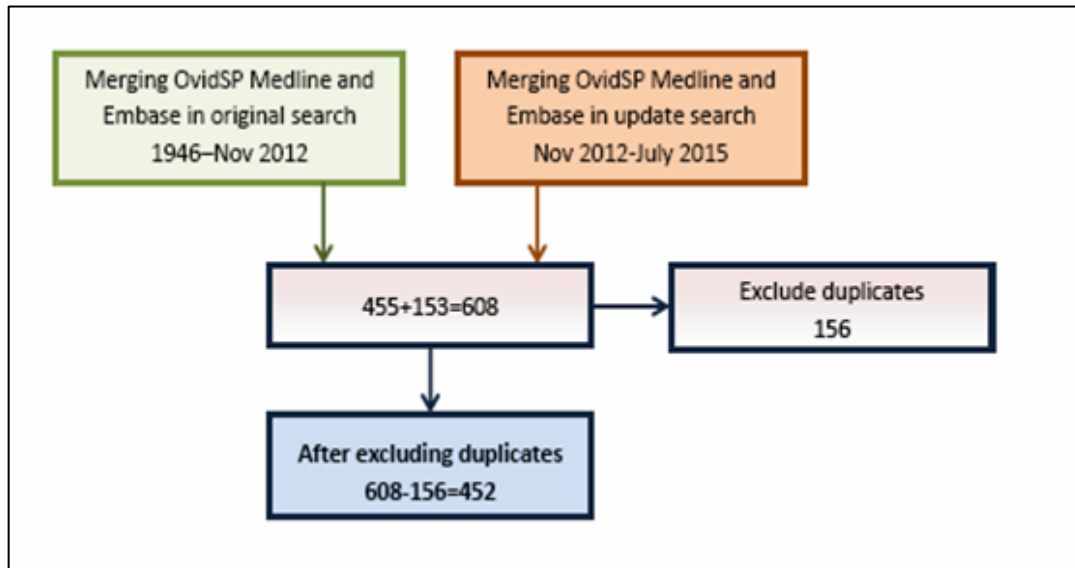 Merging OvidSP Medline and
Embase in original search
1946–Nov 2012
Merging OvidSP Medline and
Embase in update search
Nov 2012-July 2015
455+153=608
Exclude duplicates
156
After excluding duplicates
608-156=452